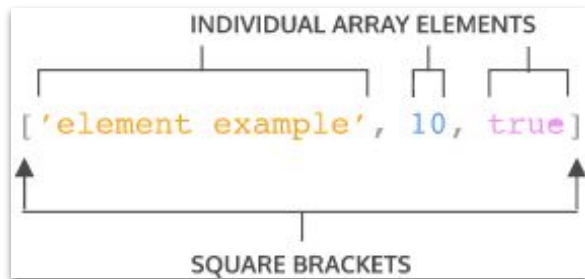 INDIVIDUAL ARRAY ELEMENTS
['element example', 10, true]
SQUARE BRACKETS